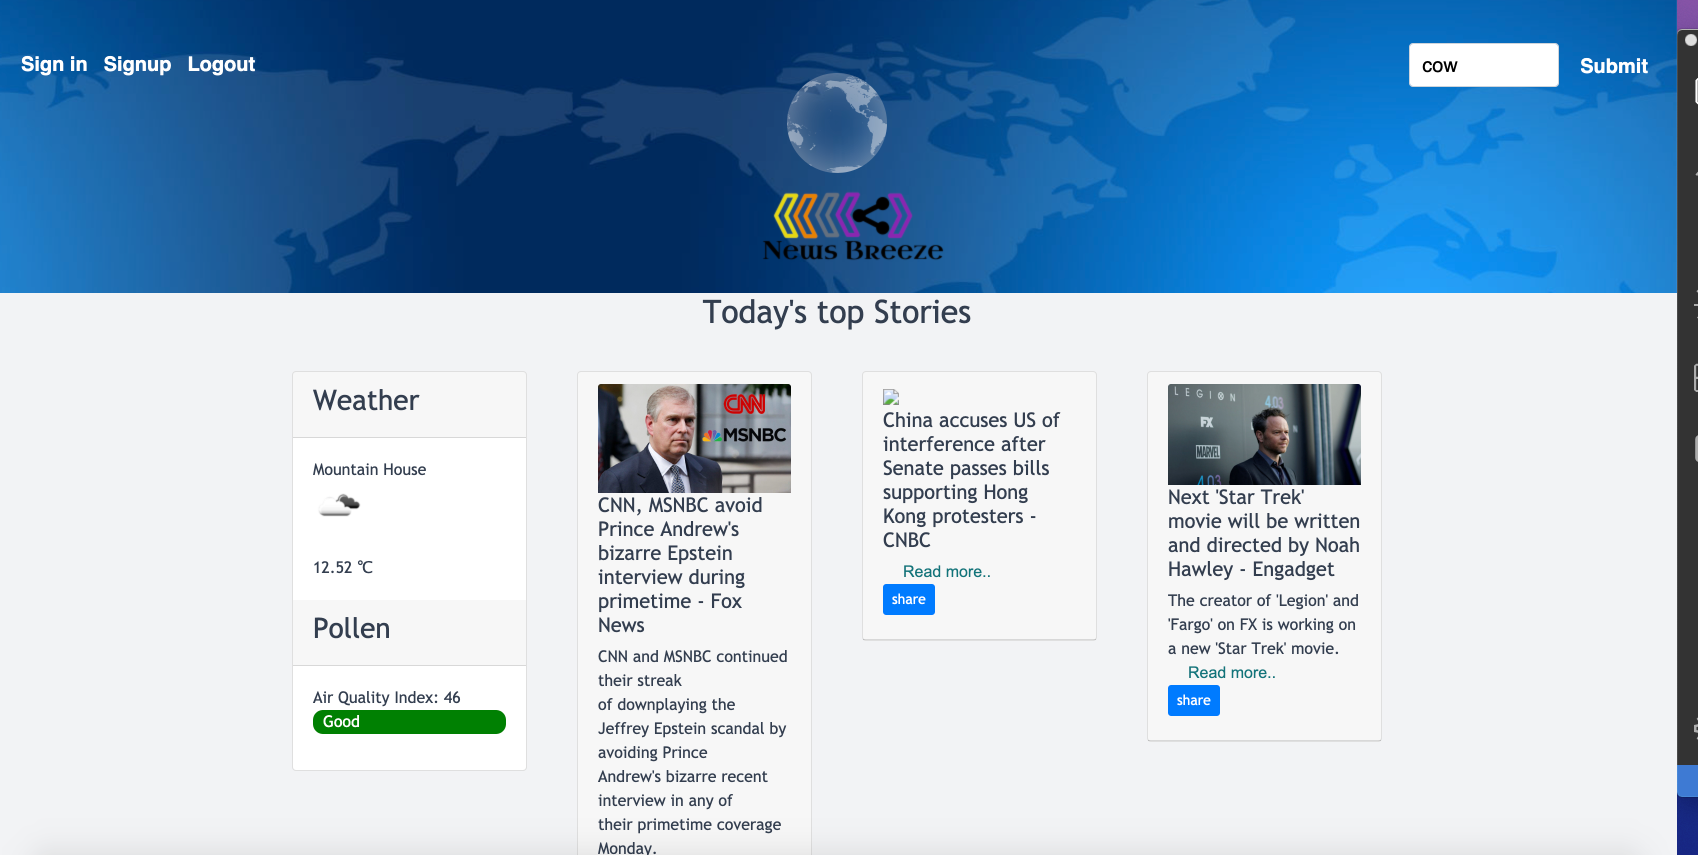 Sign in Signup Logout
cow
Submit
News Breeze
Today's top Stories
Weather
Mountain House
12.52 °C
Pollen
Air Quality Index: 46
Good
CNN
MSNBC
CNN, MSNBC avoid
Prince Andrew's
bizarre Epstein
interview during
primetime - Fox
News
CNN and MSNBC continued
their streak
of downplaying the
Jeffrey Epstein scandal by
avoiding Prince
Andrew's bizarre recent
interview in any of
their primetime coverage
Monday.
China accuses US of
interference after
Senate passes bills
supporting Hong
Kong protesters -
CNBC
Read more..
share
LEGION
4.03
FX
MARVEL
4.03
Next 'Star Trek'
movie will be written
and directed by Noah
Hawley - Engadget
The creator of 'Legion' and
'Fargo' on FX is working on
a new 'Star Trek' movie.
Read more..
share